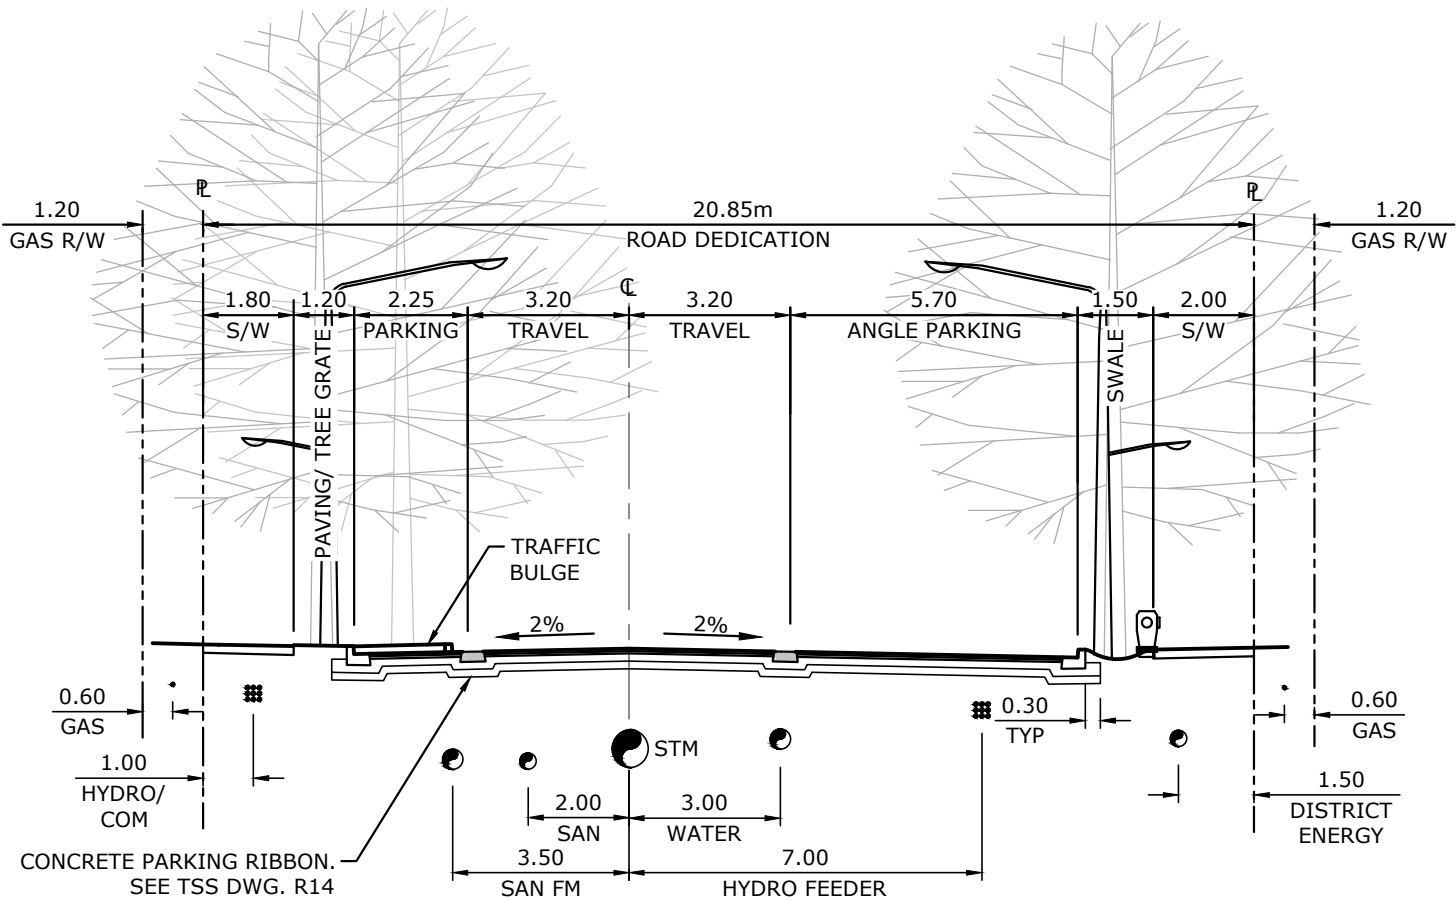 ℄
℄
1.20
GAS R/W
20.85m
ROAD DEDICATION
1.20
GAS R/W
℄
1.80
S/W
1.20
2.25
PARKING
3.20
TRAVEL
3.20
TRAVEL
5.70
ANGLE PARKING
1.50
2.00
S/W
PAVING/ TREE GRATE
SWALE
TRAFFIC
BULGE
2%
2%
0.60
GAS
0.30
TYP
0.60
GAS
STM
1.00
HYDRO/
COM
2.00
SAN
3.00
WATER
1.50
DISTRICT
ENERGY
3.50
SAN FM
7.00
HYDRO FEEDER
CONCRETE PARKING RIBBON.
SEE TSS DWG. R14